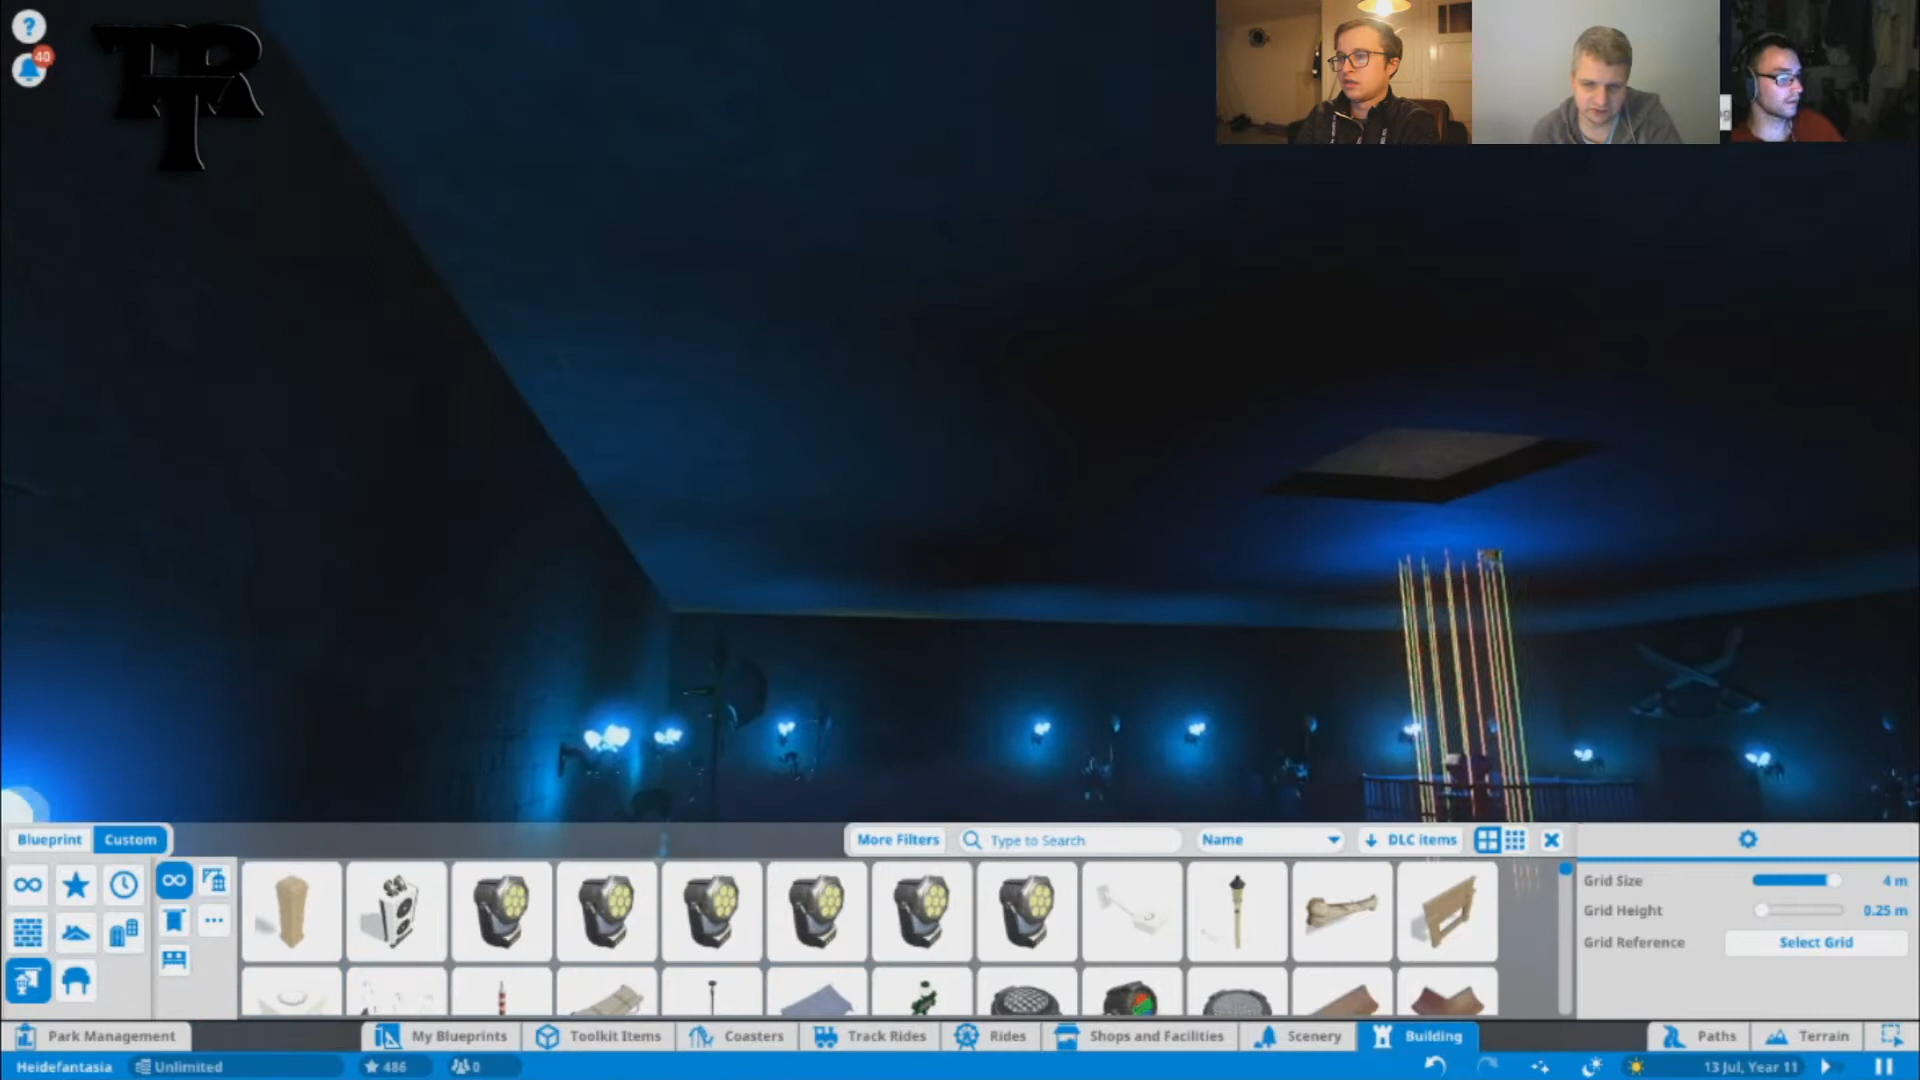 ?
40
TRT
Blueprint
Custom
More Filters
Type to Search
Name
DLC items
Grid Size
4 m
Grid Height
0.25 m
Grid Reference
Select Grid
Park Management
My Blueprints
Toolkit Items
Coasters
Track Rides
Rides
Shops and Facilities
Scenery
Building
Paths
Terrain
Heidefantasia
Unlimited
486
0
13 Jul, Year 11